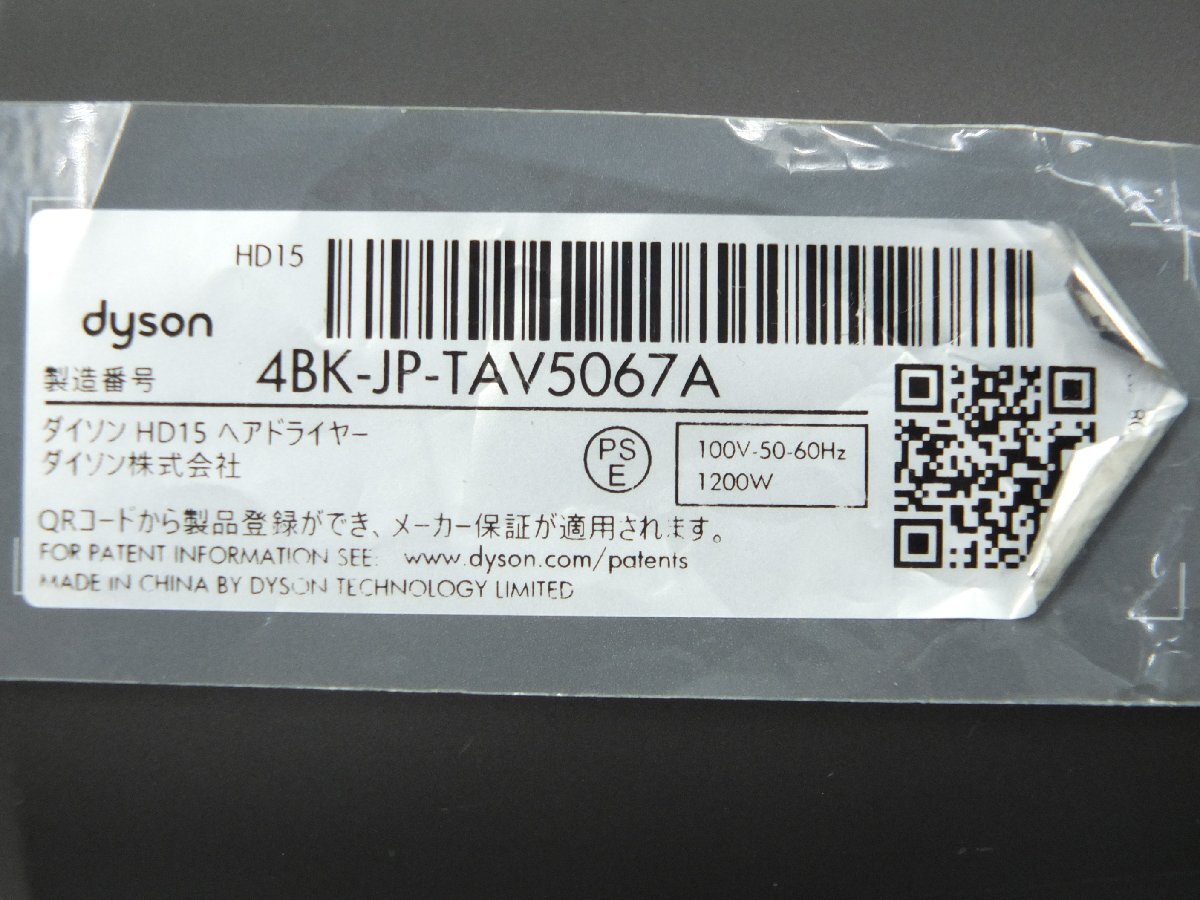 HD15
dyson
製造番号 4BK-JP-TAV5067A
ダイソン HD15 ヘアドライヤー
ダイソン株式会社
PS
E
100V-50-60Hz
1200W
QRコードから製品登録ができ、メーカー保証が適用されます。
FOR PATENT INFORMATION SEE: www.dyson.com/patents
MADE IN CHINA BY DYSON TECHNOLOGY LIMITED